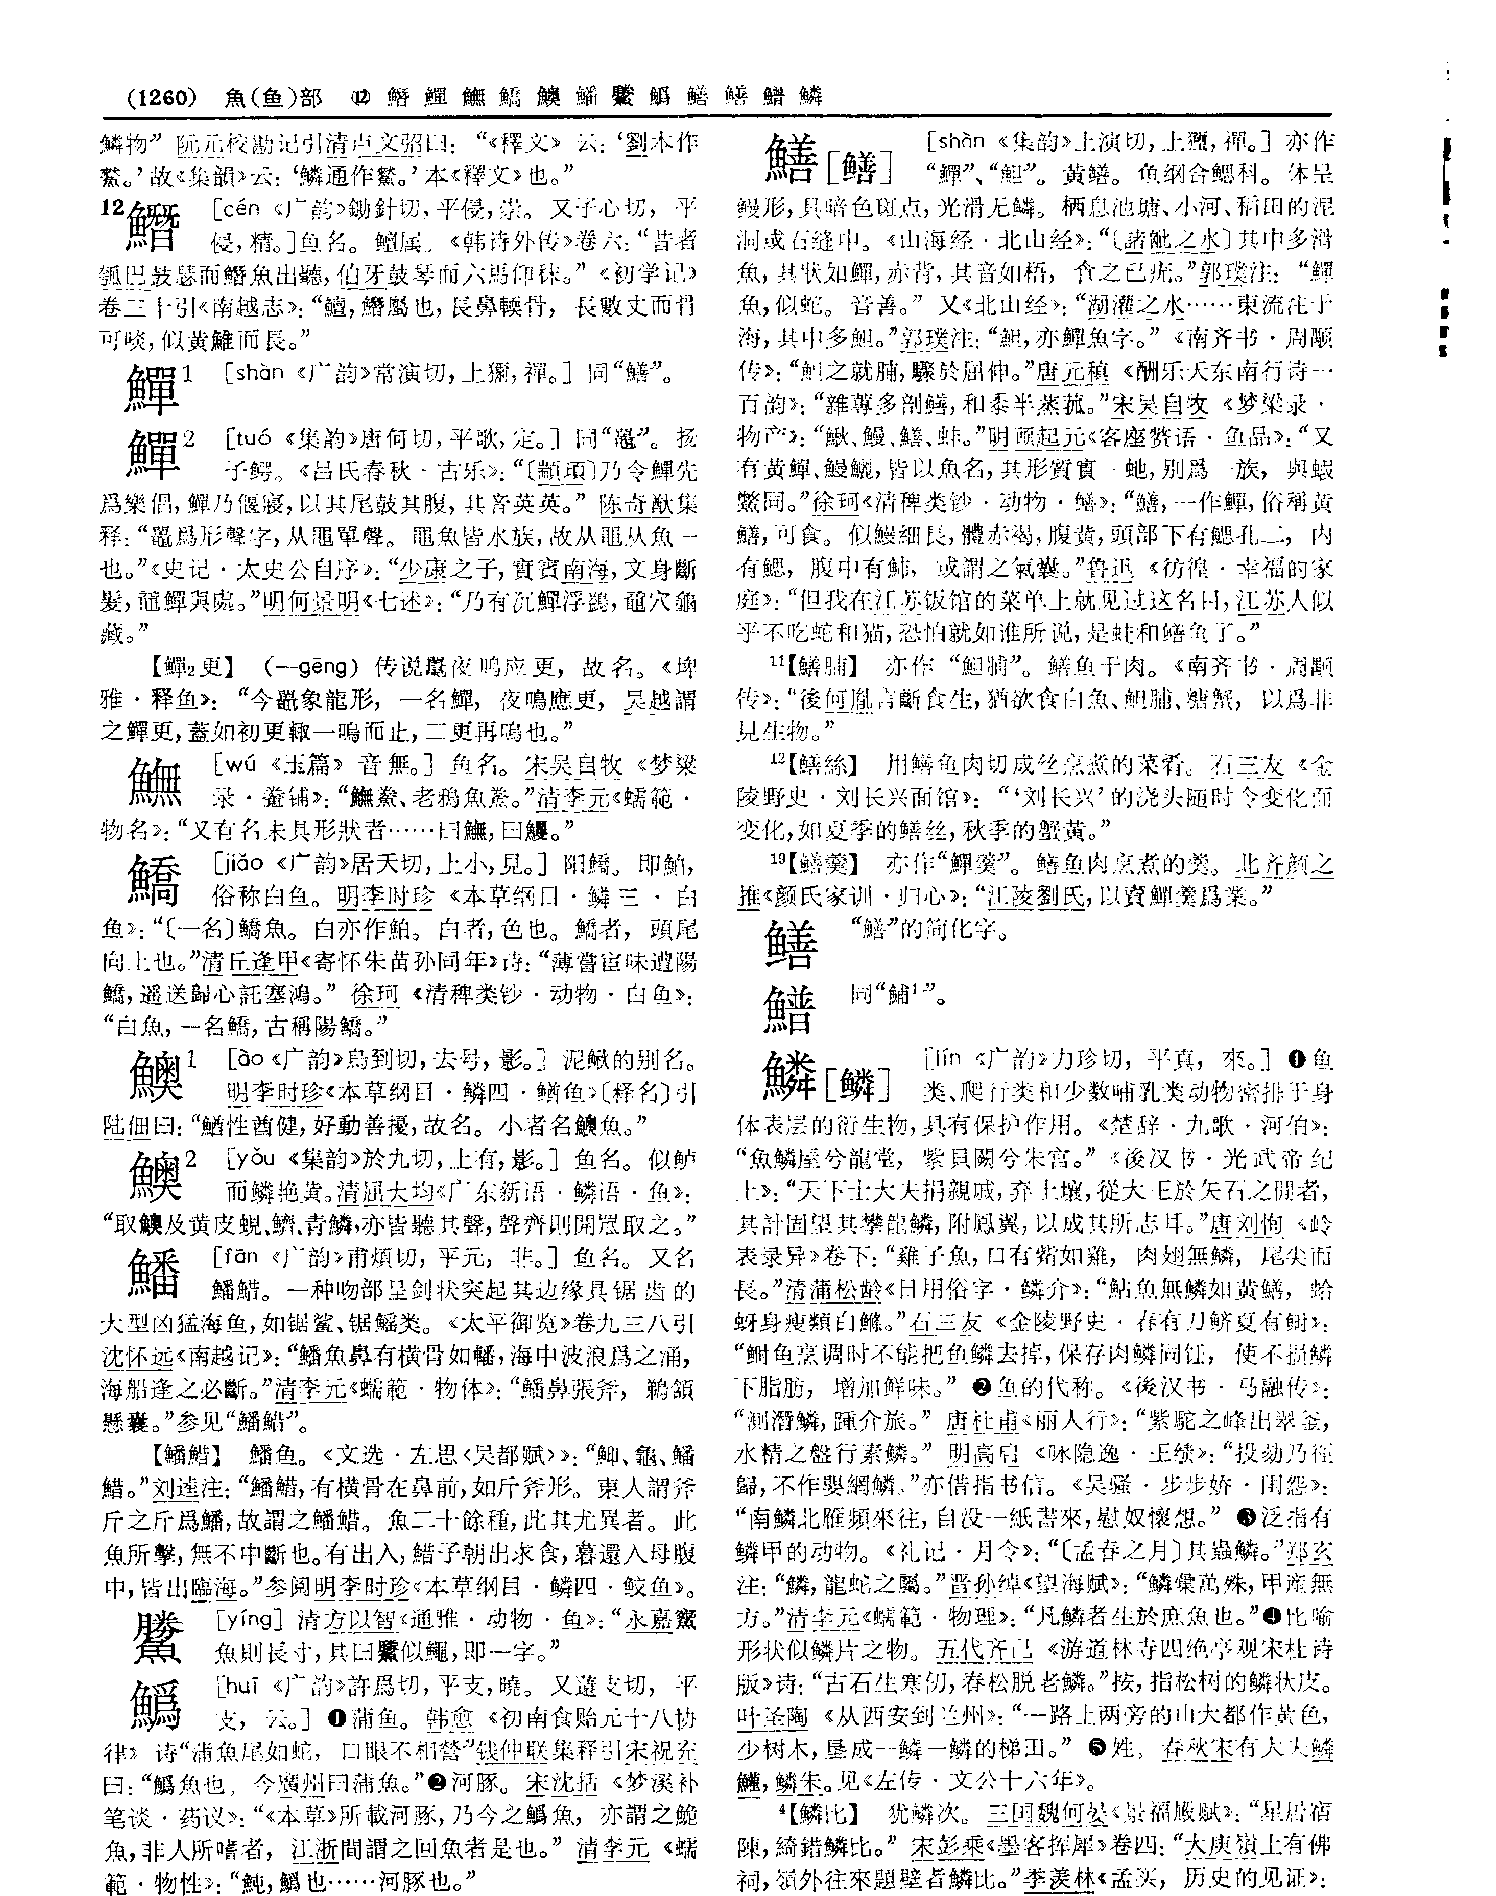 (1260) 魚(鱼)部 ⑫ 鱛 鱓 鱍 鱎 鱮 鱕 鱟 鰞 鱔 鳝 鱛 鱗
鱗物”阮元校勘记引清卢文弨曰：“《釋文》云：‘劉本作
鮺。’故《集韻》云：‘鱗通作鮺。’本《釋文》也。”
[cén《广韵》鋤針切，平侵，崇。又子心切，平
侵，精。]鱼名。鱣属。《韩诗外传》卷六：“昔者
瓠巴鼓瑟而鱏魚出聽，伯牙鼓琴而六馬仰秣。”《初学记》
卷三十引《南越志》：“鱣，鱏屬也，長鼻軟骨，長數丈而骨
可啖，似黄鱣而長。”
鱓1 [shàn《广韵》常演切，上獮，禪。]同“鱔”。
鱓2 [tuó《集韵》唐何切，平歌，定。]同“鼉”。扬
子鳄。《吕氏春秋·古乐》：“〔顓頊〕乃令鱓先
爲樂倡，鱓乃偃寢，以其尾鼓其腹，其音英英。”陈奇猷集
释：“鼉爲形聲字，从黽單聲。黽魚皆水族，故从黽从魚一
也。”《史记·太史公自序》：“少康之子，實賓南海，文身斷
髮，黿鱓與處。”明何景明《七述》：“乃有沉鱓浮鷁，黿穴龜
藏。”
【鱓2更】 (—gēng) 传说鼍夜鸣应更，故名。《埤
雅·释鱼》：“今鼉象龍形，一名鱓，夜鳴應更，吴越謂
之鱓更，蓋如初更輒一鳴而止，二更再鳴也。”
[wú《玉篇》音無。]鱼名。宋吴自牧《梦粱
录·鲞铺》：“鯗、老鴉魚鯗。”清李元《蠕範·
物名》：“又有名未具形狀者……曰，曰鰋。”
鱎 [jiǎo《广韵》居夭切，上小，見。]阳鱎。即鲌，
俗称白鱼。明李时珍《本草纲目·鳞三·白
鱼》：“〔一名〕鱎魚。白亦作鮊。白者，色也。鱎者，頭尾
向上也。”清丘逢甲《寄怀朱苗孙同年》诗：“薄嘗宦味遭陽
鱎，遥送歸心託塞鴻。”徐珂《清稗类钞·动物·白鱼》：
“白魚，一名鱎，古稱陽鱎。”
1 [ào《广韵》烏到切，去号，影。]泥鳅的别名。
明李时珍《本草纲目·鳞四·鰌鱼》〔释名〕引
陆佃曰：“鰌性酋健，好動善擾，故名。小者名魚。”
2 [yǒu《集韵》於九切，上有，影。]鱼名。似鲈
而鳞艳黄。清屈大均《广东新语·鳞语·鱼》：
“取及黄皮蜆、鱭、青鱗，亦皆聽其聲，聲齊則開罛取之。”
鱕 [fān《广韵》甫煩切，平元，非。]鱼名。又名
鱕䱜。一种吻部呈剑状突起其边缘具锯齿的
大型凶猛海鱼，如锯鲨、锯鳐类。《太平御览》卷九三八引
沈怀远《南越记》：“鱕魚鼻有横骨如鐇，海中波浪爲之涌，
海船逢之必斷。”清李元《蠕範·物体》：“鱕鼻張斧，鵜頷
懸囊。”参见“鱕䱜”。
【鱕䱜】 鱕鱼。《文选·左思〈吴都赋〉》：“鯽、龜、鱕
䱜。”刘逵注：“鱕䱜，有橫骨在鼻前，如斤斧形。東人謂斧
斤之斤爲鱕，故謂之鱕䱜。魚二十餘種，此其尤異者。此
魚所擊，無不中斷也。有出入，䱜子朝出求食，暮還入母腹
中，皆出臨海。”参阅明李时珍《本草纲目·鳞四·鲛鱼》。
[yíng] 清方以智《通雅·动物·鱼》：“永嘉
魚則長寸，其曰似鱦，即一字。”
[huī《广韵》許爲切，平支，曉。又薳支切，平
支，云。]❶蒲鱼。韩愈《初南食贻元十八协
律》诗“蒲魚尾如蛇，口眼不相營”钱仲联集释引宋祝充
曰：“魚也，今廣州曰蒲魚。”❷河豚。宋沈括《梦溪补
笔谈·药议》：“《本草》所載河豚，乃今之魚，亦謂之鮠
魚，非人所嗜者，江浙間謂之回魚者是也。”清李元《蠕
範·物性》：“魨，也……河豚也。”
鱔[鳝] [shàn《集韵》上演切，上獮，禪。]亦作
“鱓”、“䱇”。黄鳝。鱼纲合鳃科。体呈
鳗形，具暗色斑点，光滑无鳞。栖息池塘、小河、稻田的泥
洞或石缝中。《山海经·北山经》：“〔諸毗之水〕其中多滑
魚，其狀如鱓，赤背，其音如梧，食之已疣。”郭璞注：“鱓
魚，似蛇。音善。”又《北山经》：“湖灌之水……東流注于
海，其中多䱇。”郭璞注：“䱇，亦鱓魚字。”《南齐书·周顒
传》：“䱇之就脯，驟於屈伸。”唐元稹《酬乐天东南行诗一
百韵》：“雜蓴多剖鱔，和黍半蒸菰。”宋吴自牧《梦粱录·
物产》：“鰍、鰻、鱔、蚌。”明顾起元《客座赘语·鱼品》：“又
有黄鱓、鰻鱺，皆以魚名，其形質實一虵，别爲一族，與蝦
鱉同。”徐珂《清稗类钞·动物·鳝》：“鱔，一作鱓，俗稱黄
鱔，可食。似鰻細長，體赤褐，腹黄，頭部下有鰓孔二，内
有鰓，腹中有鰾，或謂之氣囊。”鲁迅《彷徨·幸福的家
庭》：“但我在江苏饭馆的菜单上就见过这名目，江苏人似
乎不吃蛇和猫，恐怕就如谁所说，是蛙和鳝鱼了。”
11【鱔脯】 亦作“䱇脯”。鳝鱼干肉。《南齐书·周顒
传》：“後何胤言斷食生，猶欲食白魚、䱇脯、糖蟹，以爲非
見生物。”
12【鱔絲】 用鳝鱼肉切成丝烹煮的菜肴。石三友《金
陵野史·刘长兴面馆》：“‘刘长兴’的浇头随时令变化而
变化，如夏季的鳝丝，秋季的蟹黄。”
19【鱔羹】 亦作“鱓羹”。鳝鱼肉烹煮的羹。北齐颜之
推《颜氏家训·归心》：“江陵劉氏，以賣鱓羹爲業。”
鳝 “鱔”的简化字。
同“鯆1”。
鱗[鳞] [lín《广韵》力珍切，平真，來。]❶鱼
类、爬行类和少数哺乳类动物密排于身
体表层的衍生物，具有保护作用。《楚辞·九歌·河伯》：
“魚鱗屋兮龍堂，紫貝闕兮朱宫。”《後汉书·光武帝纪
上》：“天下士大夫捐親戚，弃土壤，從大王於矢石之間者，
其計固望其攀龍鱗，附鳳翼，以成其所志耳。”唐刘恂《岭
表录异》卷下：“雞子魚，口有觜如雞，肉翅無鱗，尾尖而
長。”清蒲松龄《日用俗字·鳞介》：“鮎魚無鱗如黄鱔，蛤
蚜身瘦類白鰷。”石三友《金陵野史·春有刀鲚夏有鲥》：
“鲥鱼烹调时不能把鱼鳞去掉，保存肉鳞同饪，使不损鳞
下脂肪，增加鲜味。”❷鱼的代称。《後汉书·马融传》：
“測潛鱗，踵介旅。”唐杜甫《丽人行》：“紫駝之峰出翠釜，
水精之盤行素鱗。”明高启《咏隐逸·王绩》：“投劾乃徑
歸，不作嬰網鱗。”亦借指书信。《吴骚·步步娇·闺怨》：
“南鱗北雁頻來往，自没一紙書來，慰奴懷想。”❸泛指有
鳞甲的动物。《礼记·月令》：“〔孟春之月〕其蟲鱗。”郑玄
注：“鱗，龍蛇之屬。”晋孙绰《望海赋》：“鱗彙萬殊，甲産無
方。”清李元《蠕範·物理》：“凡鱗者生於庶魚也。”❹比喻
形状似鳞片之物。五代齐己《游道林寺四绝亭观宋杜诗
版》诗：“古石生寒仞，春松脱老鱗。”按，指松树的鳞状皮。
叶圣陶《从西安到兰州》：“一路上两旁的山大都作黄色，
少树木，垦成一鳞一鳞的梯田。”❺姓。春秋宋有大夫鱗
鱹，鱗朱。见《左传·文公十六年》。
4【鱗比】 犹鳞次。三国魏何晏《景福殿赋》：“星居宿
陳，綺錯鱗比。”宋彭乘《墨客挥犀》卷四：“大庾嶺上有佛
祠，嶺外往來題壁者鱗比。”季羡林《孟买，历史的见证》：